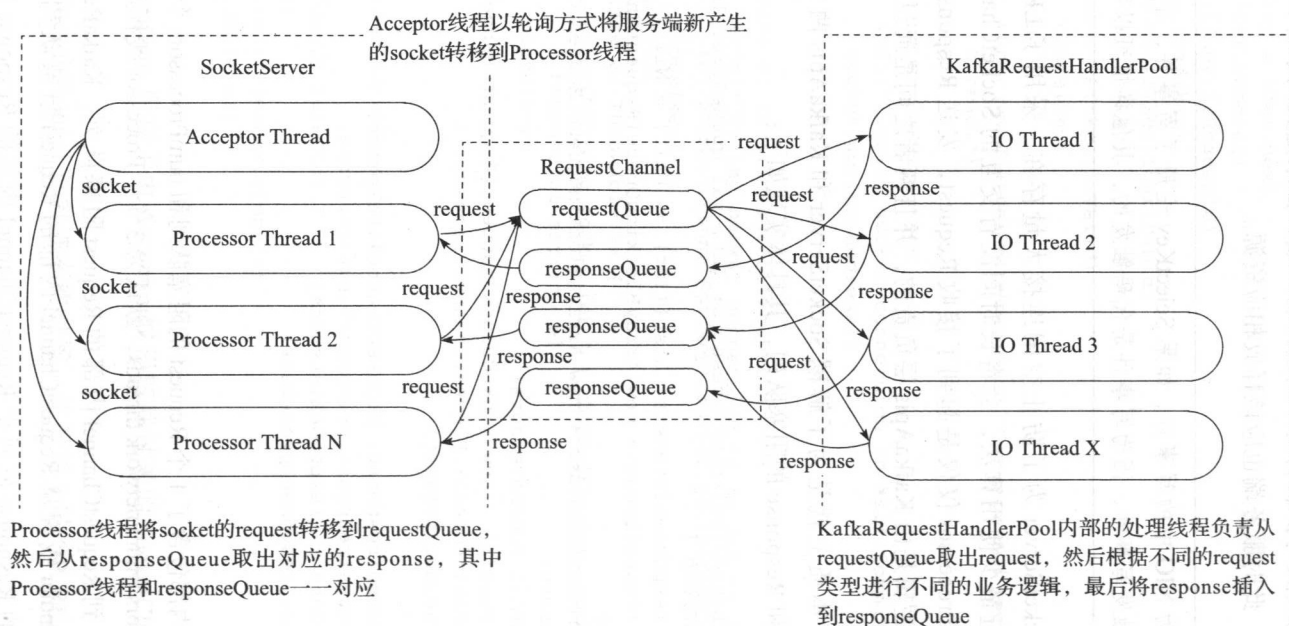 Acceptor线程以轮询方式将服务端新产生
的socket转移到Processor线程
SocketServer
KafkaRequestHandlerPool
Acceptor Thread
IO Thread 1
request
RequestChannel
socket
response
request
requestQueue
request
Processor Thread 1
IO Thread 2
responseQueue
request
socket
request
response
response
responseQueue
Processor Thread 2
IO Thread 3
response
request
request
responseQueue
socket
response
Processor Thread N
response
IO Thread X
response
Processor线程将socket的request转移到requestQueue，
然后从responseQueue取出对应的response，其中
Processor线程和responseQueue一一对应
KafkaRequestHandlerPool内部的处理线程负责从
requestQueue取出request，然后根据不同的request
类型进行不同的业务逻辑，最后将response插入
到responseQueue